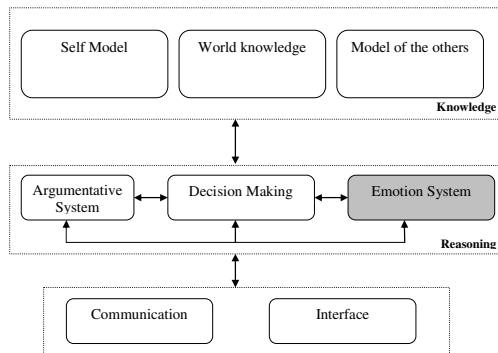 Self Model
World knowledge
Model of the others
Knowledge
Argumentative
System
Decision Making
Emotion System
Reasoning
Communication
Interface